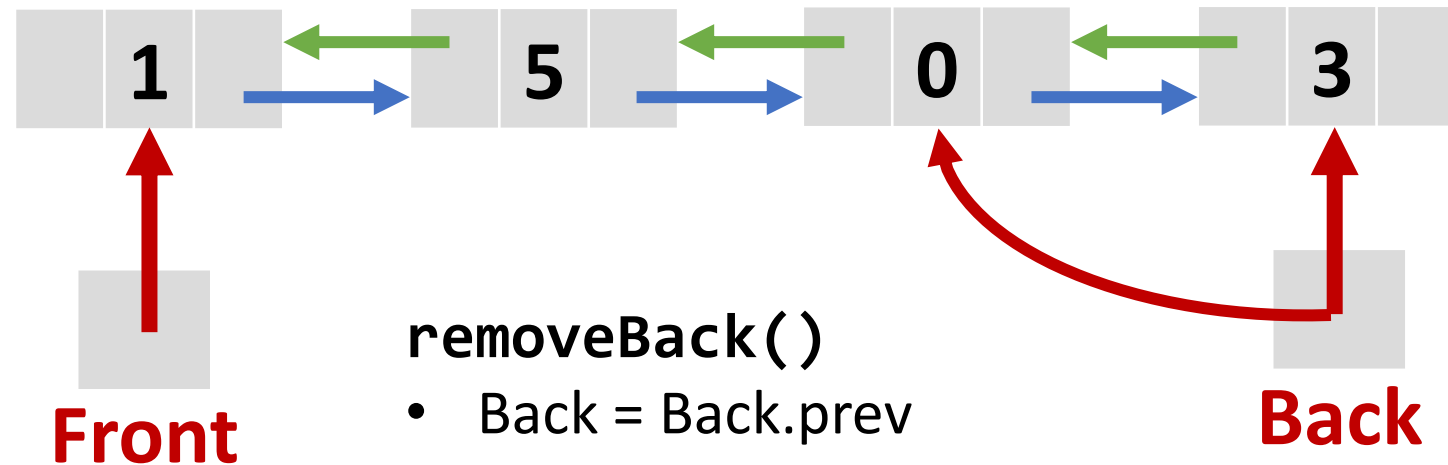 1 5 0 3
removeBack()
• Back = Back.prev
Front
Back